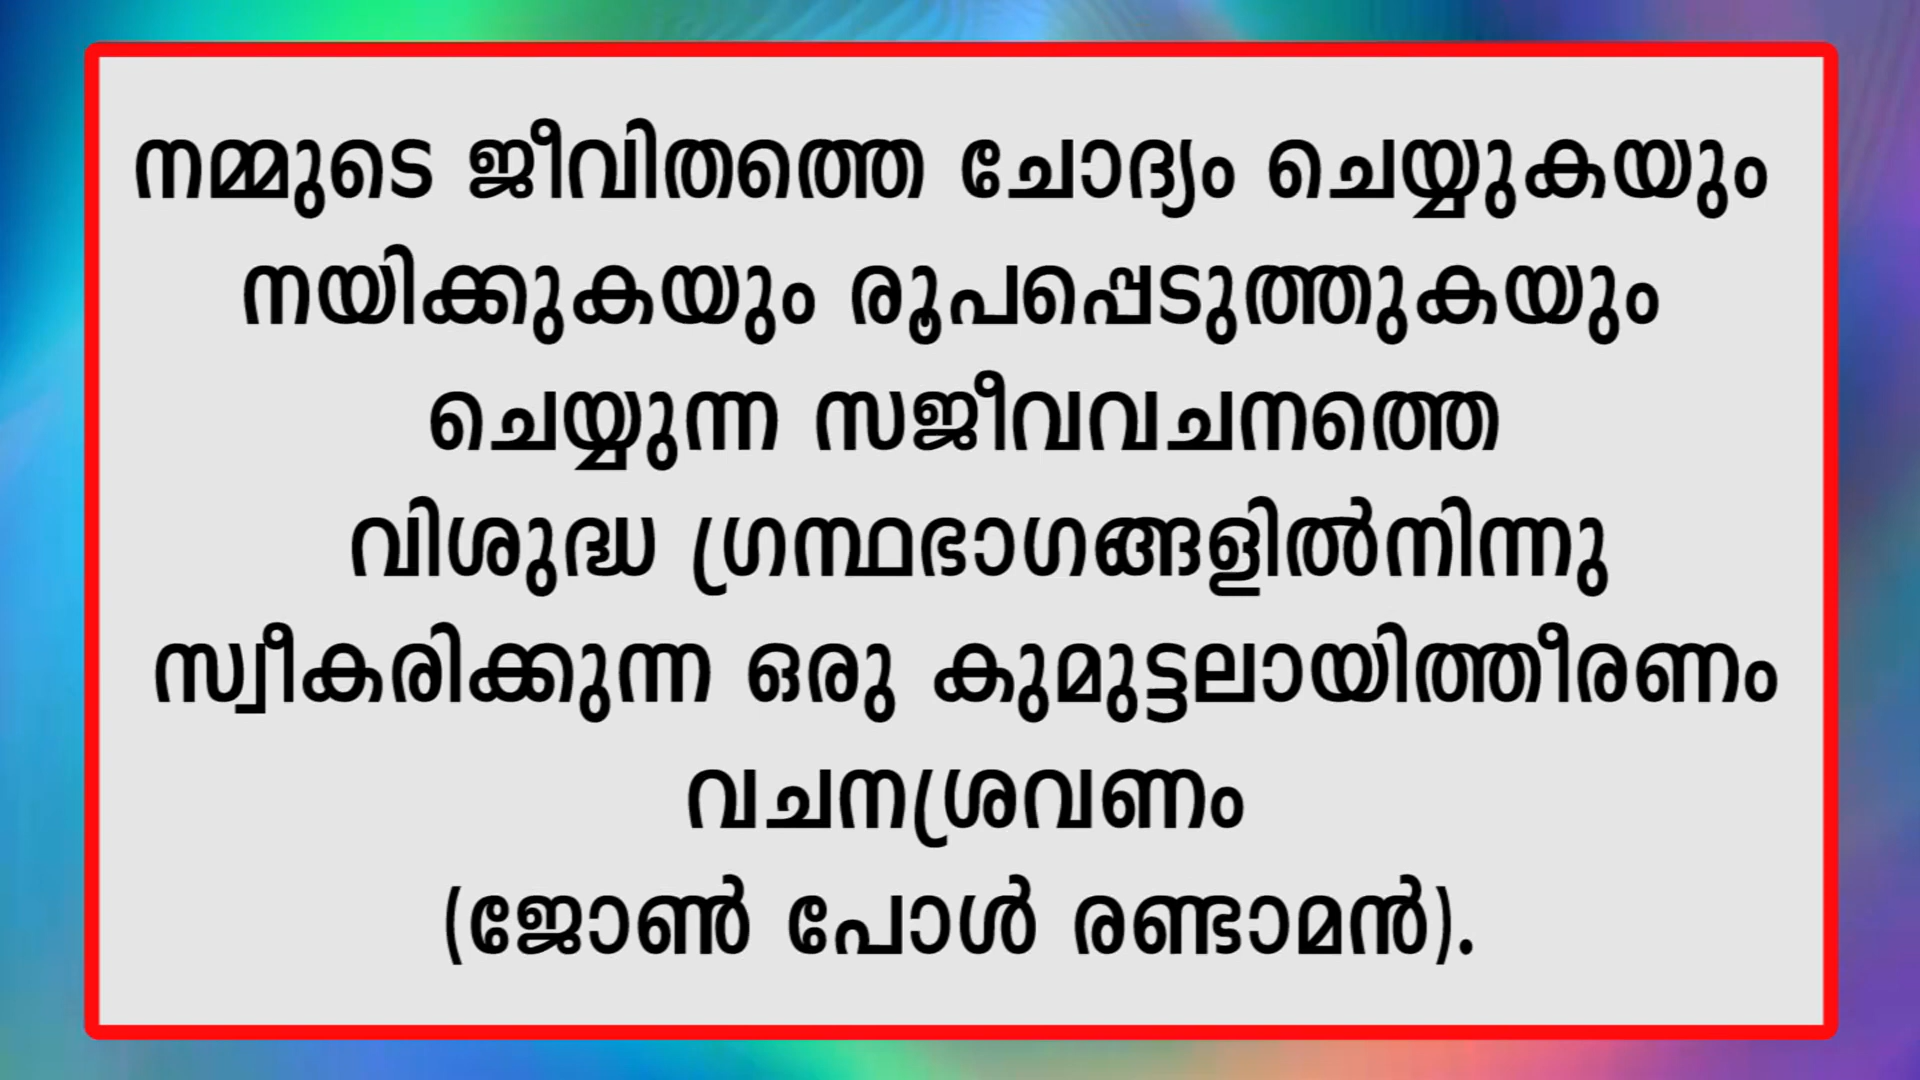 നമ്മുടെ ജീവിതത്തെ ചോദ്യം ചെയ്യുകയും
നയിക്കുകയും രൂപപ്പെടുത്തുകയും
ചെയ്യുന്ന സജീവവചനത്തെ
വിശുദ്ധ ഗ്രന്ഥഭാഗങ്ങളിൽനിന്നു
സ്വീകരിക്കുന്ന ഒരു കുമുട്ടലായിത്തീരണം
വചനശ്രവണം
(ജോൺ പോൾ രണ്ടാമൻ).